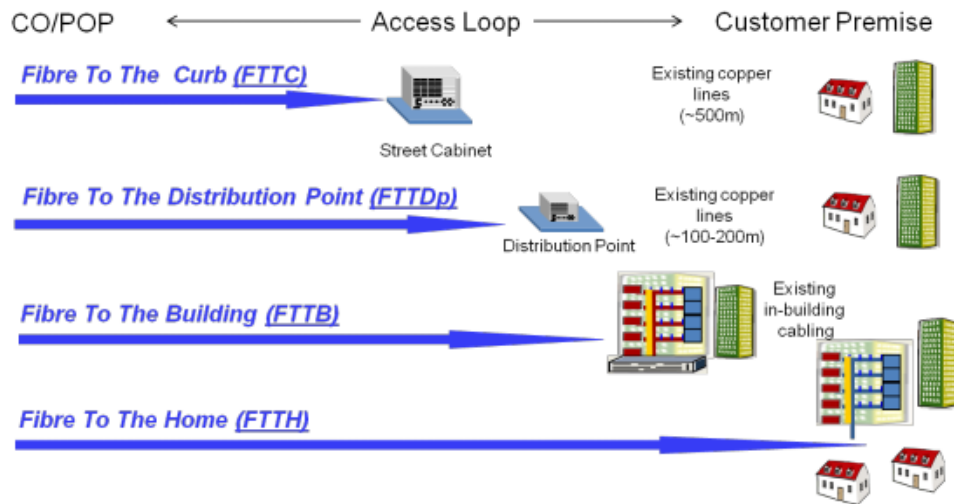 CO/POP
Access Loop
Customer Premise
Fibre To The Curb (FTTC)
Existing copper
lines
(~500m)
Street Cabinet
Fibre To The Distribution Point (FTTDp)
Existing copper
lines
(~100-200m)
Distribution Point
Fibre To The Building (FTTB)
Existing
in-building
cabling
Fibre To The Home (FTTH)